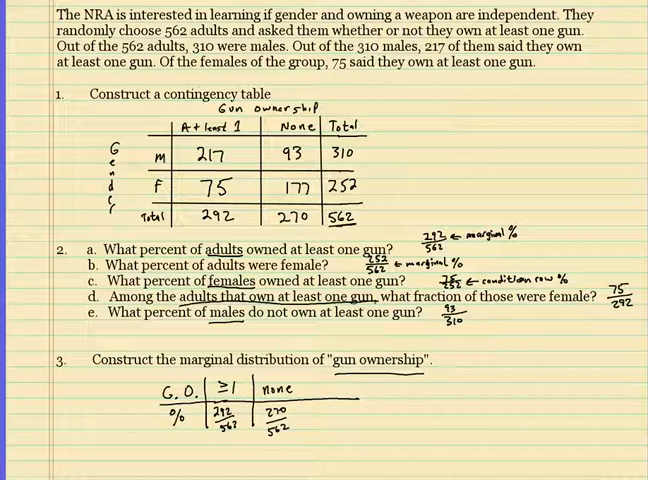 The NRA is interested in learning if gender and owning a weapon are independent. They
randomly choose 562 adults and asked them whether or not they own at least one gun.
Out of the 562 adults, 310 were males. Out of the 310 males, 217 of them said they own
at least one gun. Of the females of the group, 75 said they own at least one gun.
1. Construct a contingency table
Gun ownership
At least 1 None Total
Gender
M 217 93 310
F 75 177 252
Total 292 270 562
2. a. What percent of adults owned at least one gun? 292/562 ← marginal %
b. What percent of adults were female? 252/562 ← marginal %
c. What percent of females owned at least one gun? 75/252 ← condition row %
d. Among the adults that own at least one gun, what fraction of those were female? 75/292
e. What percent of males do not own at least one gun? 93/310
3. Construct the marginal distribution of "gun ownership".
G. O. ≥1 none
% 292/562 270/562